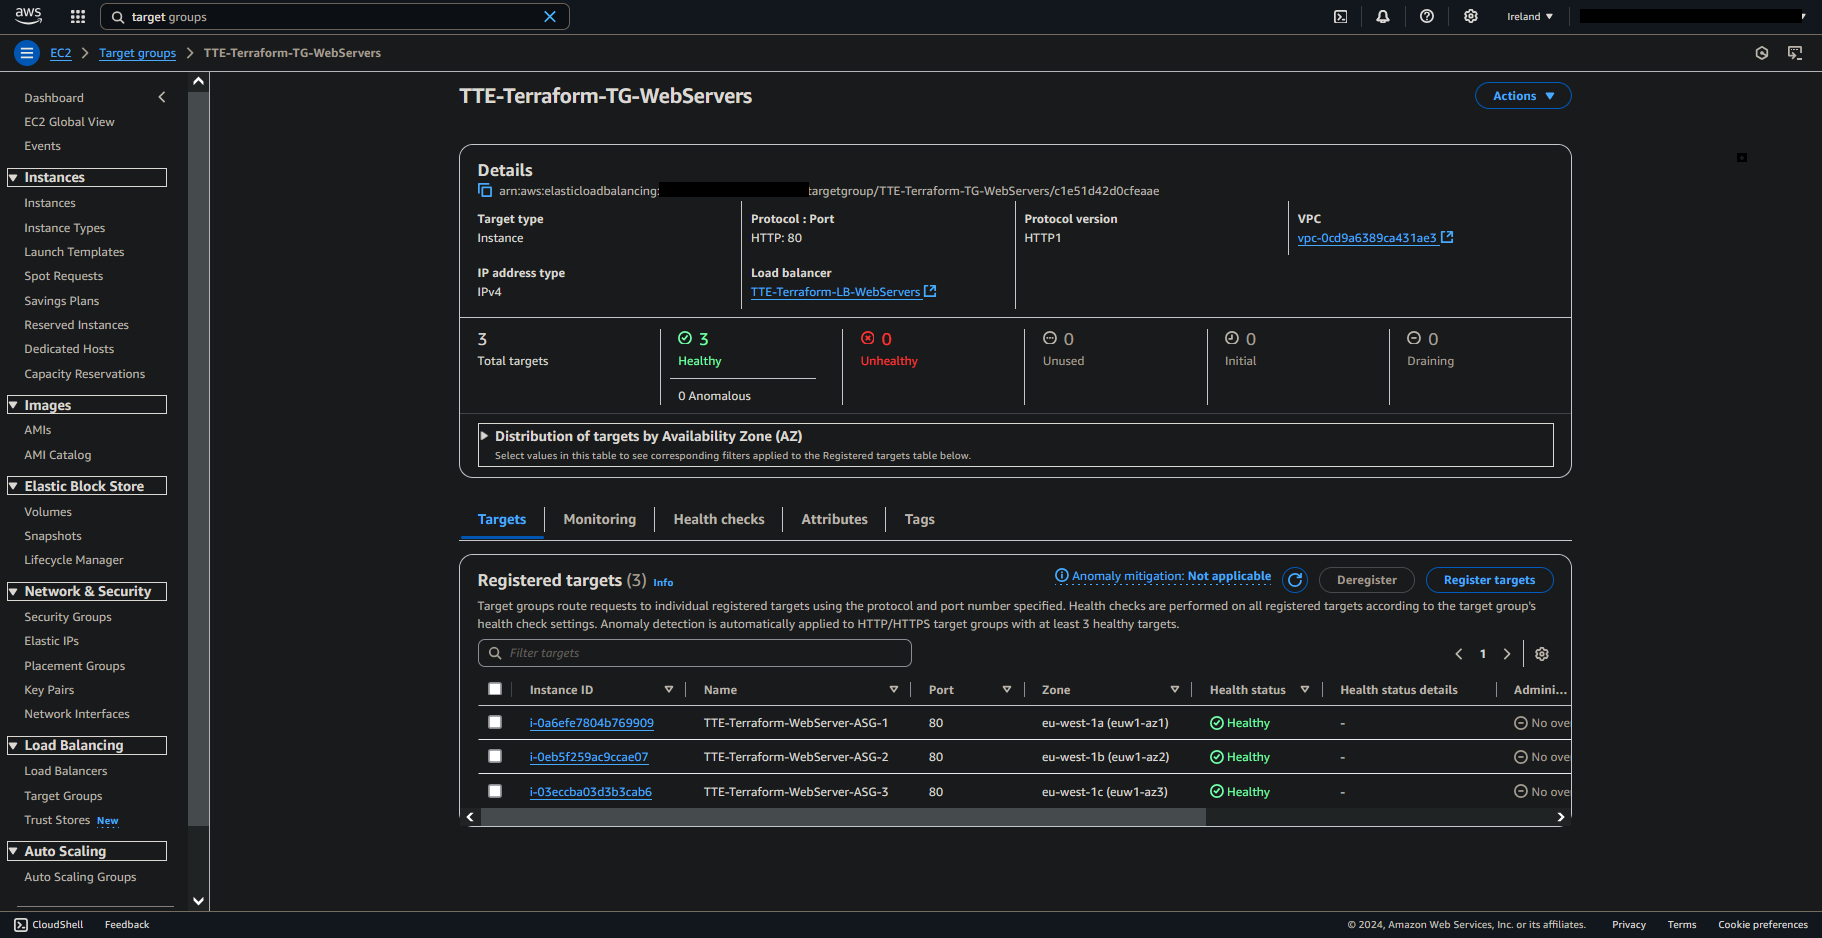 aws
target groups
Ireland
EC2 > Target groups > TTE-Terraform-TG-WebServers
Dashboard
EC2 Global View
Events
Instances
Instances
Instance Types
Launch Templates
Spot Requests
Savings Plans
Reserved Instances
Dedicated Hosts
Capacity Reservations
Images
AMIs
AMI Catalog
Elastic Block Store
Volumes
Snapshots
Lifecycle Manager
Network & Security
Security Groups
Elastic IPs
Placement Groups
Key Pairs
Network Interfaces
Load Balancing
Load Balancers
Target Groups
Trust Stores New
Auto Scaling
Auto Scaling Groups
TTE-Terraform-TG-WebServers
Actions
Details
arn:aws:elasticloadbalancing: targetgroup/TTE-Terraform-TG-WebServers/c1e51d42d0cfeaae
Target type
Instance
Protocol : Port
HTTP: 80
Protocol version
HTTP1
VPC
vpc-0cd9a6389ca431ae3
IP address type
IPv4
Load balancer
TTE-Terraform-LB-WebServers
3
Total targets
3
Healthy
0 Anomalous
0
Unhealthy
0
Unused
0
Initial
0
Draining
Distribution of targets by Availability Zone (AZ)
Select values in this table to see corresponding filters applied to the Registered targets table below.
Targets Monitoring Health checks Attributes Tags
Registered targets (3) Info
Anomaly mitigation: Not applicable
Deregister
Register targets
Target groups route requests to individual registered targets using the protocol and port number specified. Health checks are performed on all registered targets according to the target group's
health check settings. Anomaly detection is automatically applied to HTTP/HTTPS target groups with at least 3 healthy targets.
Filter targets
1
Instance ID Name Port Zone Health status Health status details Admini...
i-0a6efe7804b769909 TTE-Terraform-WebServer-ASG-1 80 eu-west-1a (euw1-az1) Healthy - No ove
i-0eb5f259ac9ccae07 TTE-Terraform-WebServer-ASG-2 80 eu-west-1b (euw1-az2) Healthy - No ove
i-03eccba03d3b3cab6 TTE-Terraform-WebServer-ASG-3 80 eu-west-1c (euw1-az3) Healthy - No ove
CloudShell Feedback
© 2024, Amazon Web Services, Inc. or its affiliates. Privacy Terms Cookie preferences